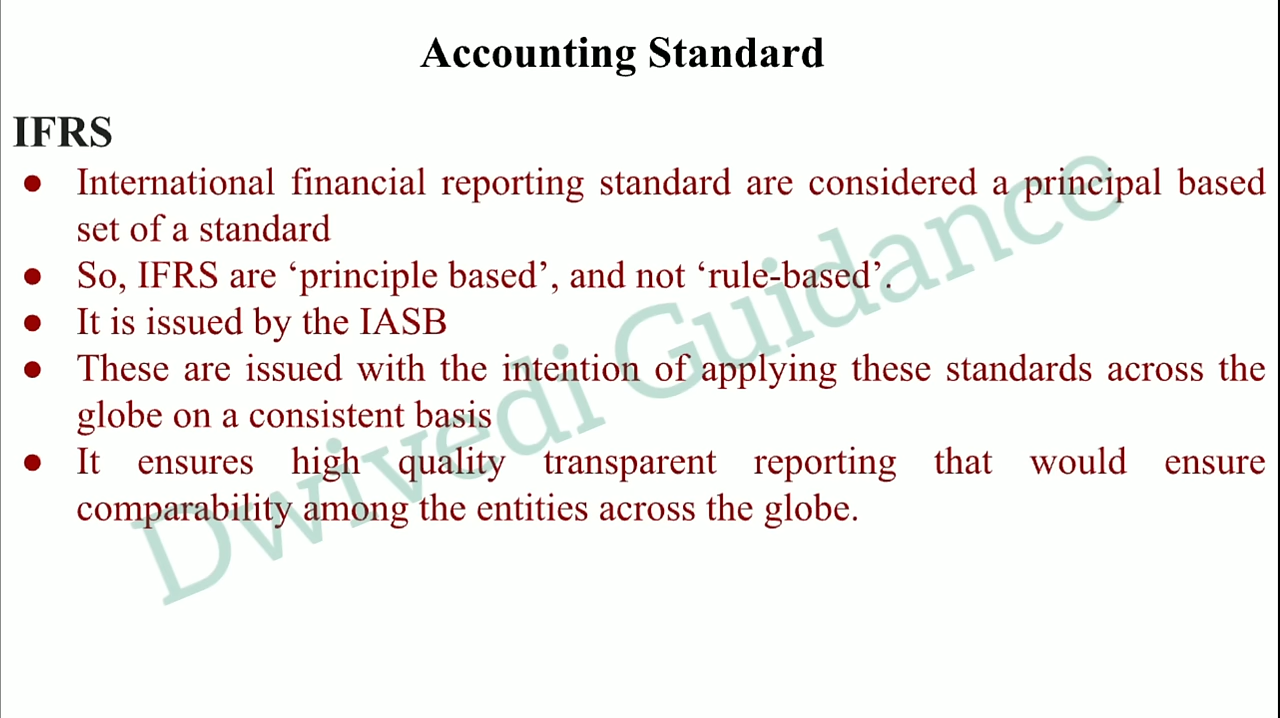 Accounting Standard
IFRS
● International financial reporting standard are considered a principal based
set of a standard
● So, IFRS are ‘principle based’, and not ‘rule-based’.
● It is issued by the IASB
● These are issued with the intention of applying these standards across the
globe on a consistent basis
● It ensures high quality transparent reporting that would ensure
comparability among the entities across the globe.
Dwivedi Guidance